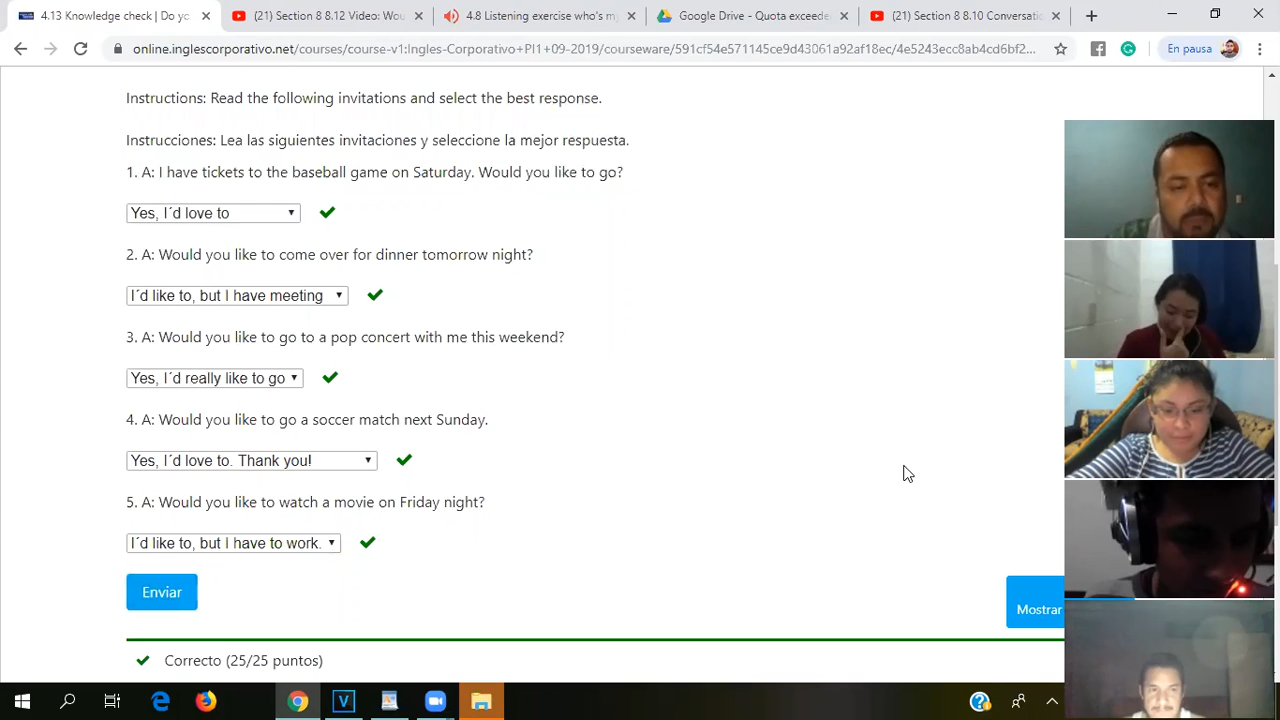 4.13 Knowledge check | Do yo
(21) Section 8 8.12 Video: Wou
4.8 Listening exercise who's my
Google Drive - Quota exceede
(21) Section 8 8.10 Conversatio
online.inglescorporativo.net/courses/course-v1:Ingles-Corporativo+PI1+09-2019/courseware/591cf54e571145ce9d43061a92af18ec/4e5243ecc8ab4cd6bf2...
En pausa
Instructions: Read the following invitations and select the best response.
Instrucciones: Lea las siguientes invitaciones y seleccione la mejor respuesta.
1. A: I have tickets to the baseball game on Saturday. Would you like to go?
Yes, I´d love to
2. A: Would you like to come over for dinner tomorrow night?
I´d like to, but I have meeting
3. A: Would you like to go to a pop concert with me this weekend?
Yes, I´d really like to go
4. A: Would you like to go a soccer match next Sunday.
Yes, I´d love to. Thank you!
5. A: Would you like to watch a movie on Friday night?
I´d like to, but I have to work.
Enviar
Mostrar
Correcto (25/25 puntos)